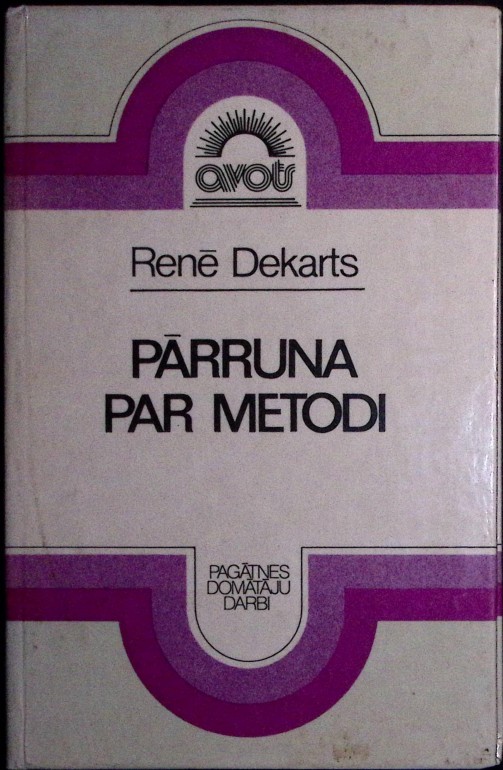 avots
Renē Dekarts
PĀRRUNA
PAR METODI
PAGĀTNES
DOMĀTĀJU
DARBI